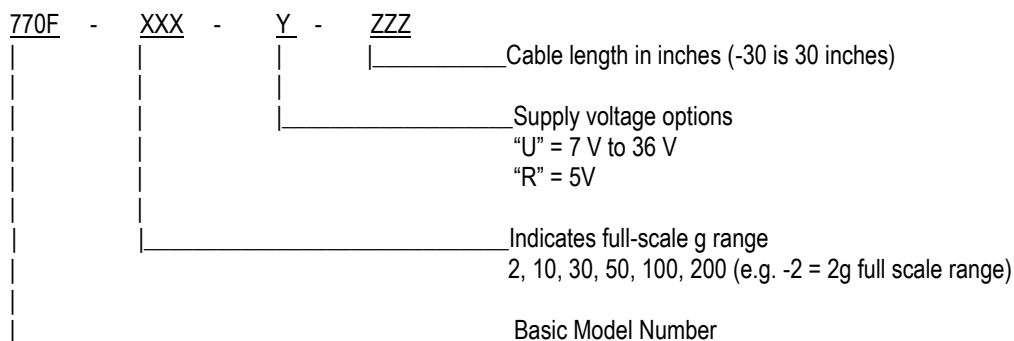 770F - XXX - Y - ZZZ
Cable length in inches (-30 is 30 inches)
Supply voltage options
“U” = 7 V to 36 V
“R” = 5V
Indicates full-scale g range
2, 10, 30, 50, 100, 200 (e.g. -2 = 2g full scale range)
Basic Model Number